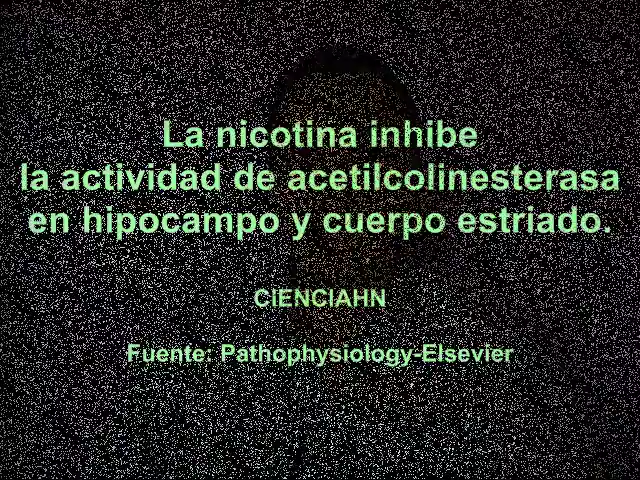 La nicotina inhibe
la actividad de acetilcolinesterasa
en hipocampo y cuerpo estriado.
CIENCIAHN
Fuente: Pathophysiology-Elsevier